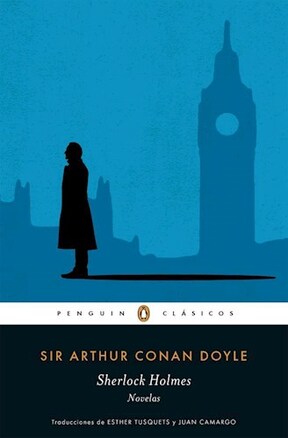 PENGUIN CLÁSICOS
SIR ARTHUR CONAN DOYLE
Sherlock Holmes
Novelas
Traducciones de ESTHER TUSQUETS y JUAN CAMARGO